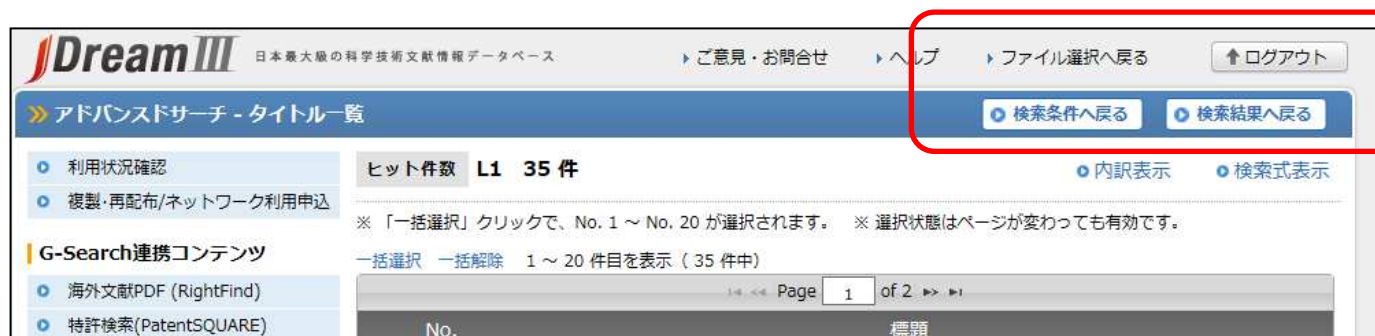 JDream III 日本最大級の科学技術文献情報データベース ご意見・お問合せ ヘルプ ファイル選択へ戻る ログアウト
アドバンスドサーチ - タイトル一覧 検索条件へ戻る 検索結果へ戻る
利用状況確認 ヒット件数 L1 35 件 内訳表示 検索式表示
複製・再配布/ネットワーク利用申込
※ 「一括選択」クリックで、No. 1 ~ No. 20 が選択されます。 ※ 選択状態はページが変わっても有効です。
G-Search連携コンテンツ
一括選択 一括解除 1 ~ 20 件目を表示 ( 35 件中)
海外文献PDF (RightFind) Page 1 of 2
特許検索(PatentSQUARE) No. 標題